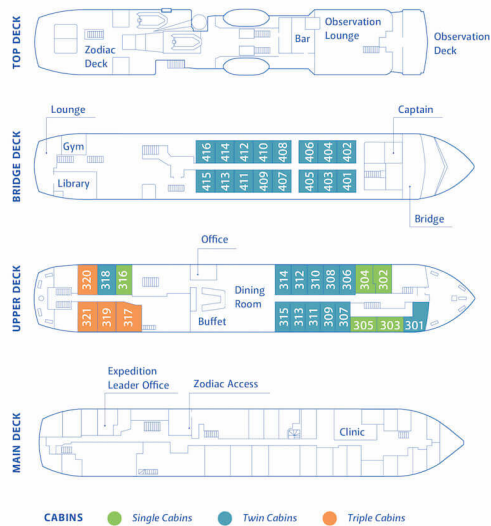 TOP DECK
Zodiac
Deck
Bar
Observation
Lounge
Observation
Deck
BRIDGE DECK
Lounge
Captain
Gym
Library
416 414 412 410 408 406 404 402
415 413 411 409 407 405 403 401
Bridge
UPPER DECK
Office
320 318 316
314 312 310 308 306 304 302
Dining
Room
Buffet
321 319 317
315 313 311 309 307 305 303 301
MAIN DECK
Expedition
Leader Office
Zodiac Access
Clinic
CABINS
Single Cabins
Twin Cabins
Triple Cabins